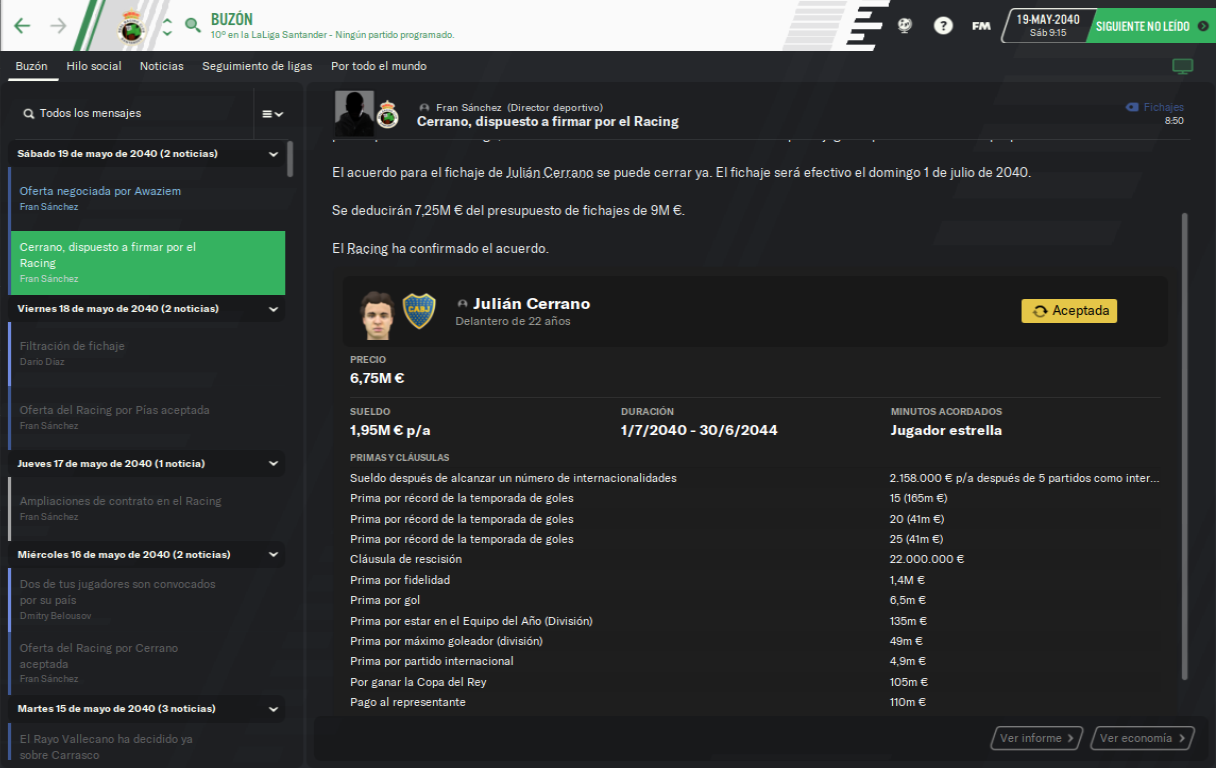 BUZÓN
10º en la LaLiga Santander - Ningún partido programado.
?
FM
19-MAY-2040
Sáb 9:15
SIGUIENTE NO LEÍDO
Buzón
Hilo social
Noticias
Seguimiento de ligas
Por todo el mundo
Todos los mensajes
Sábado 19 de mayo de 2040 (2 noticias)
Oferta negociada por Awaziem
Fran Sánchez
Cerrano, dispuesto a firmar por el
Racing
Fran Sánchez
Viernes 18 de mayo de 2040 (2 noticias)
Filtración de fichaje
Dario Diaz
Oferta del Racing por Pías aceptada
Fran Sánchez
Jueves 17 de mayo de 2040 (1 noticia)
Ampliaciones de contrato en el Racing
Fran Sánchez
Miércoles 16 de mayo de 2040 (2 noticias)
Dos de tus jugadores son convocados
por su país
Dmitry Belousov
Oferta del Racing por Cerrano
aceptada
Fran Sánchez
Martes 15 de mayo de 2040 (3 noticias)
El Rayo Vallecano ha decidido ya
sobre Carrasco
Fran Sánchez (Director deportivo)
Cerrano, dispuesto a firmar por el Racing
Fichajes
8:50
El acuerdo para el fichaje de Julián Cerrano se puede cerrar ya. El fichaje será efectivo el domingo 1 de julio de 2040.
Se deducirán 7,25M € del presupuesto de fichajes de 9M €.
El Racing ha confirmado el acuerdo.
CABJ
Julián Cerrano
Delantero de 22 años
Aceptada
PRECIO
6,75M €
SUELDO
1,95M € p/a
DURACIÓN
1/7/2040 - 30/6/2044
MINUTOS ACORDADOS
Jugador estrella
PRIMAS Y CLÁUSULAS
Sueldo después de alcanzar un número de internacionalidades 2.158.000 € p/a después de 5 partidos como inter...
Prima por récord de la temporada de goles 15 (165m €)
Prima por récord de la temporada de goles 20 (41m €)
Prima por récord de la temporada de goles 25 (41m €)
Cláusula de rescisión 22.000.000 €
Prima por fidelidad 1,4M €
Prima por gol 6,5m €
Prima por estar en el Equipo del Año (División) 135m €
Prima por máximo goleador (división) 49m €
Prima por partido internacional 4,9m €
Por ganar la Copa del Rey 105m €
Pago al representante 110m €
Ver informe
Ver economía